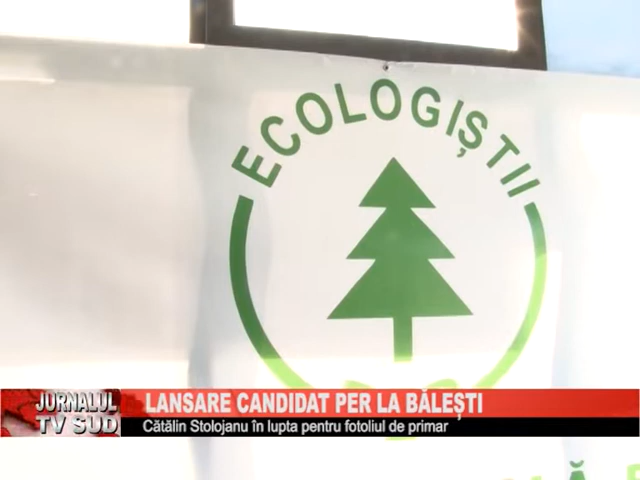 ECOLOGIȘTII
JURNALUL
TV SUD
LANSARE CANDIDAT PER LA BĂLEȘTI
Cătălin Stolojanu în lupta pentru fotoliul de primar